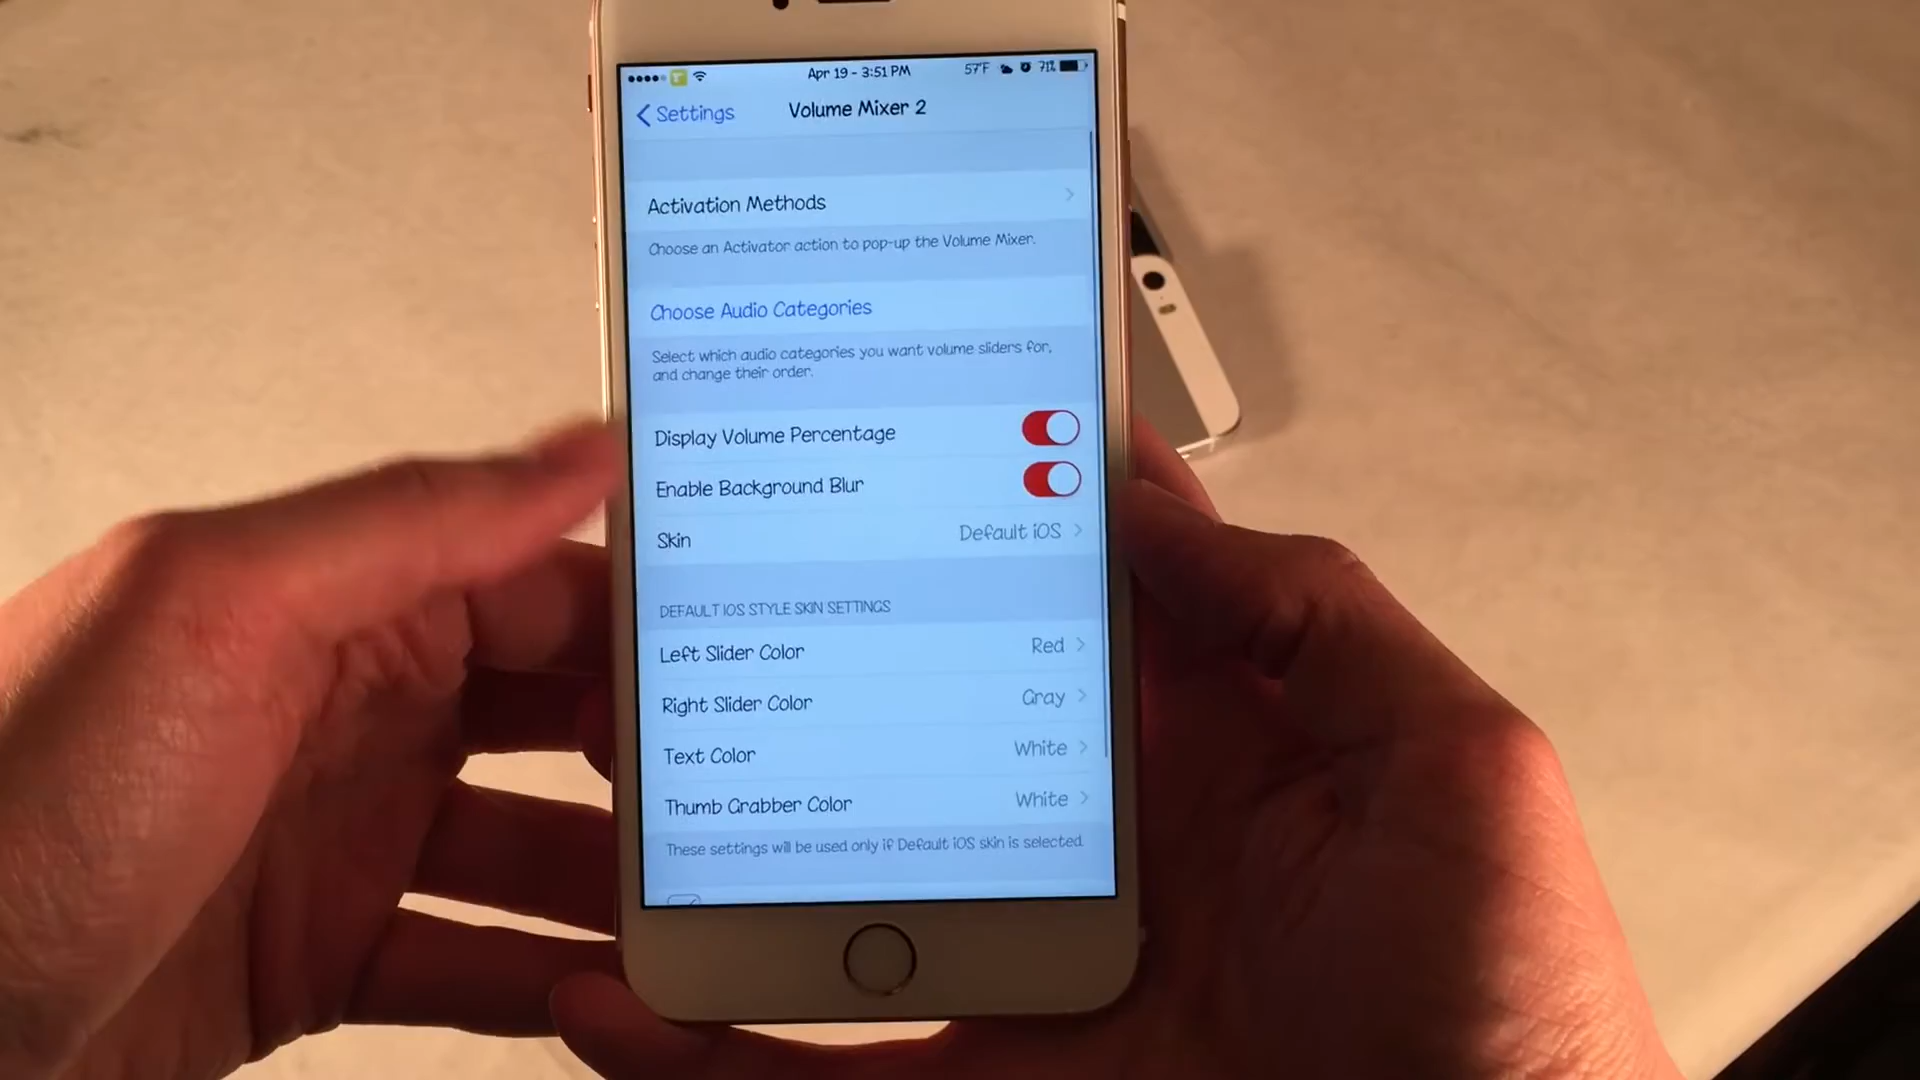 Apr 19 - 3:51 PM
57°F 71%
Settings
Volume Mixer 2
Activation Methods
Choose an Activator action to pop-up the Volume Mixer.
Choose Audio Categories
Select which audio categories you want volume sliders for,
and change their order.
Display Volume Percentage
Enable Background Blur
Skin Default iOS
DEFAULT IOS STYLE SKIN SETTINGS
Left Slider Color Red
Right Slider Color Gray
Text Color White
Thumb Grabber Color White
These settings will be used only if Default iOS skin is selected.